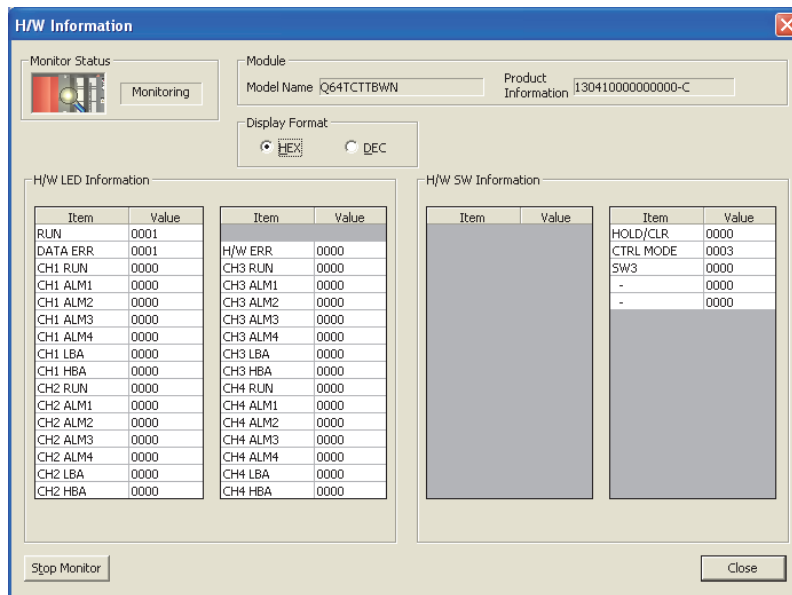 H/W Information
Monitor Status
Monitoring
Module
Model Name Q64TCTTBWN
Product Information 130410000000000-C
Display Format
HEX DEC
H/W LED Information
Item Value Item Value
RUN 0001
DATA ERR 0001 H/W ERR 0000
CH1 RUN 0000 CH3 RUN 0000
CH1 ALM1 0000 CH3 ALM1 0000
CH1 ALM2 0000 CH3 ALM2 0000
CH1 ALM3 0000 CH3 ALM3 0000
CH1 ALM4 0000 CH3 ALM4 0000
CH1 LBA 0000 CH3 LBA 0000
CH1 HBA 0000 CH3 HBA 0000
CH2 RUN 0000 CH4 RUN 0000
CH2 ALM1 0000 CH4 ALM1 0000
CH2 ALM2 0000 CH4 ALM2 0000
CH2 ALM3 0000 CH4 ALM3 0000
CH2 ALM4 0000 CH4 ALM4 0000
CH2 LBA 0000 CH4 LBA 0000
CH2 HBA 0000 CH4 HBA 0000
H/W SW Information
Item Value Item Value
HOLD/CLR 0000
CTRL MODE 0003
SW3 0000
- 0000
- 0000
Stop Monitor
Close